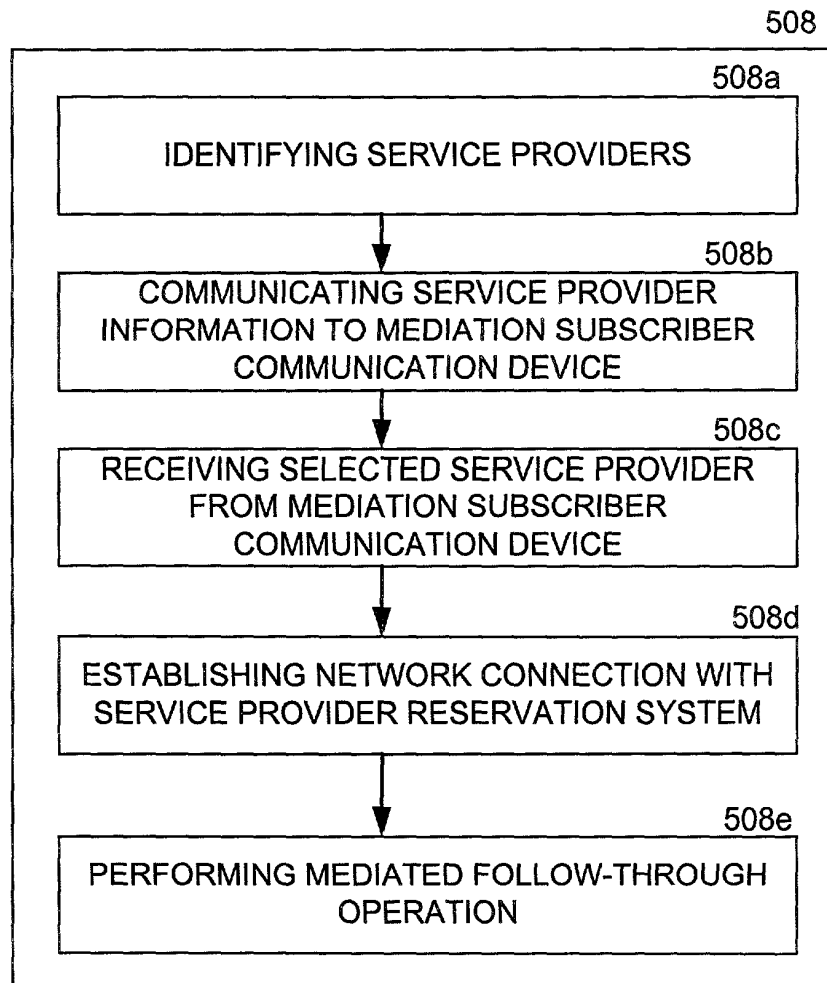 508
508a
IDENTIFYING SERVICE PROVIDERS
508b
COMMUNICATING SERVICE PROVIDER
INFORMATION TO MEDIATION SUBSCRIBER
COMMUNICATION DEVICE
508c
RECEIVING SELECTED SERVICE PROVIDER
FROM MEDIATION SUBSCRIBER
COMMUNICATION DEVICE
508d
ESTABLISHING NETWORK CONNECTION WITH
SERVICE PROVIDER RESERVATION SYSTEM
508e
PERFORMING MEDIATED FOLLOW-THROUGH
OPERATION